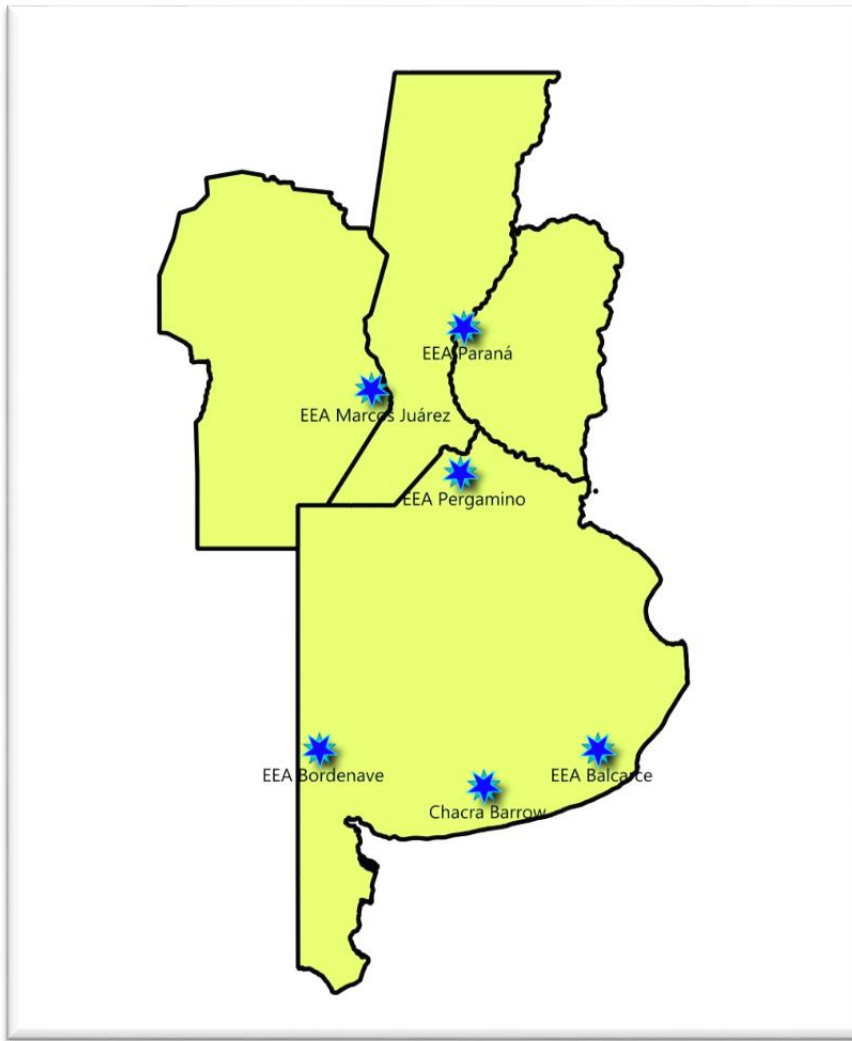 EEA Paraná
EEA Marcos Juárez
EEA Pergamino
EEA Bordenave
EEA Balcarce
Chacra Barrow